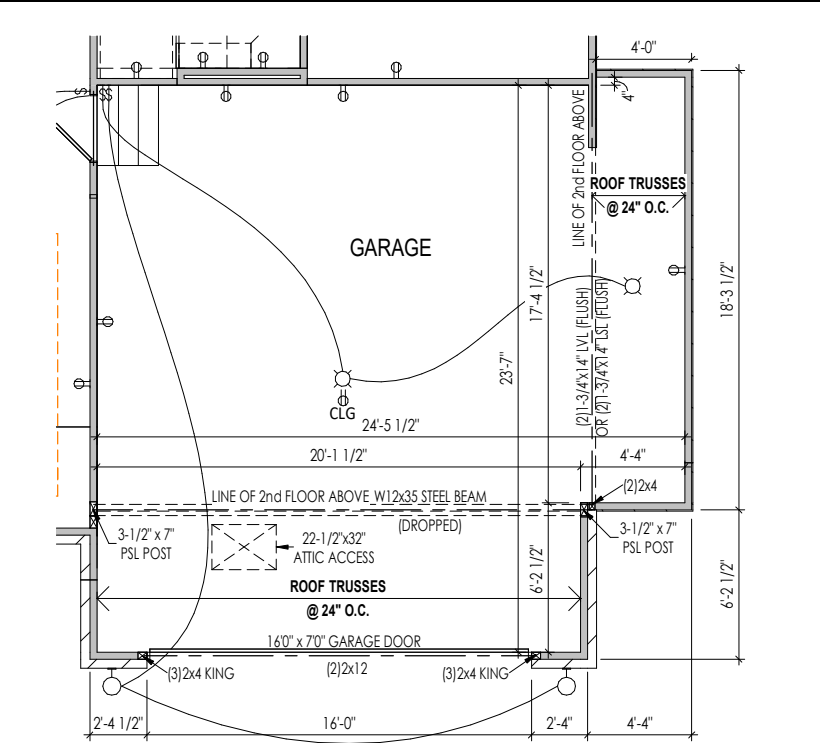 4'-0"
4"
$
$$
LINE OF 2nd FLOOR ABOVE
ROOF TRUSSES
@ 24" O.C.
GARAGE
17'-4 1/2"
18'-3 1/2"
23'-7"
(2)1-3/4"x14" LVL (FLUSH)
OR (2)1-3/4"x14" LSL (FLUSH)
CLG
24'-5 1/2"
20'-1 1/2"
4'-4"
(2)2x4
LINE OF 2nd FLOOR ABOVE W12x35 STEEL BEAM
(DROPPED)
3-1/2" x 7"
PSL POST
22-1/2"x32"
ATTIC ACCESS
3-1/2" x 7"
PSL POST
6'-2 1/2"
6'-2 1/2"
ROOF TRUSSES
@ 24" O.C.
16'0" x 7'0" GARAGE DOOR
(3)2x4 KING
(2)2x12
(3)2x4 KING
2'-4 1/2"
16'-0"
2'-4"
4'-4"